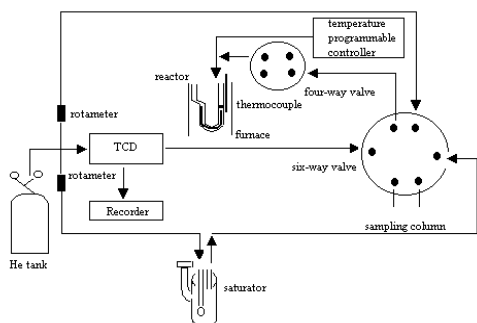 temperature
programmable
controller
reactor
thermocouple
four-way valve
furnace
rotameter
TCD
six-way valve
rotameter
Recorder
sampling column
He tank
saturator